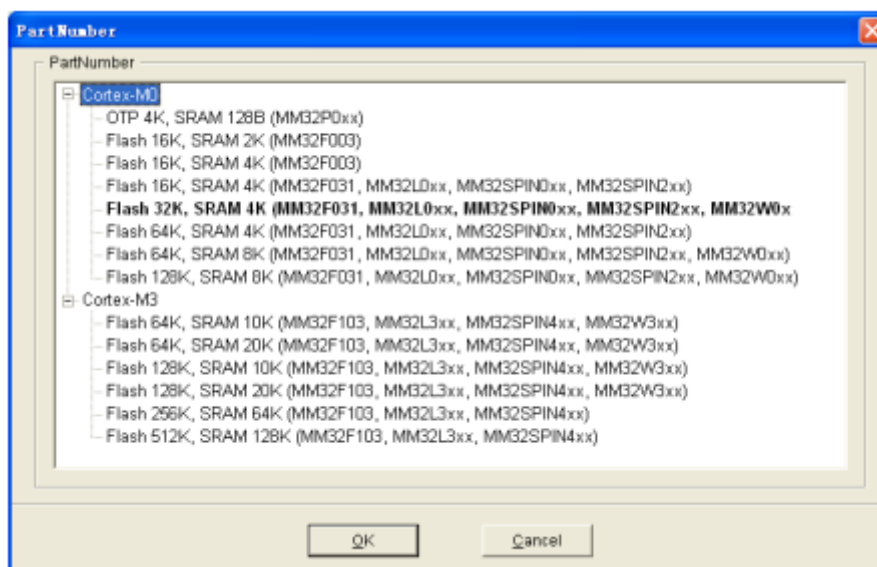 PartNumber
PartNumber
Cortex-M0
OTP 4K, SRAM 128B (MM32P0xx)
Flash 16K, SRAM 2K (MM32F003)
Flash 16K, SRAM 4K (MM32F003)
Flash 16K, SRAM 4K (MM32F031, MM32L0xx, MM32SPIN0xx, MM32SPIN2xx)
Flash 32K, SRAM 4K (MM32F031, MM32L0xx, MM32SPIN0xx, MM32SPIN2xx, MM32W0x
Flash 64K, SRAM 4K (MM32F031, MM32L0xx, MM32SPIN0xx, MM32SPIN2xx)
Flash 64K, SRAM 8K (MM32F031, MM32L0xx, MM32SPIN0xx, MM32SPIN2xx, MM32W0xx)
Flash 128K, SRAM 8K (MM32F031, MM32L0xx, MM32SPIN0xx, MM32SPIN2xx, MM32W0xx)
Cortex-M3
Flash 64K, SRAM 10K (MM32F103, MM32L3xx, MM32SPIN4xx, MM32W3xx)
Flash 64K, SRAM 20K (MM32F103, MM32L3xx, MM32SPIN4xx, MM32W3xx)
Flash 128K, SRAM 10K (MM32F103, MM32L3xx, MM32SPIN4xx, MM32W3xx)
Flash 128K, SRAM 20K (MM32F103, MM32L3xx, MM32SPIN4xx, MM32W3xx)
Flash 256K, SRAM 64K (MM32F103, MM32L3xx, MM32SPIN4xx)
Flash 512K, SRAM 128K (MM32F103, MM32L3xx, MM32SPIN4xx)
OK Cancel